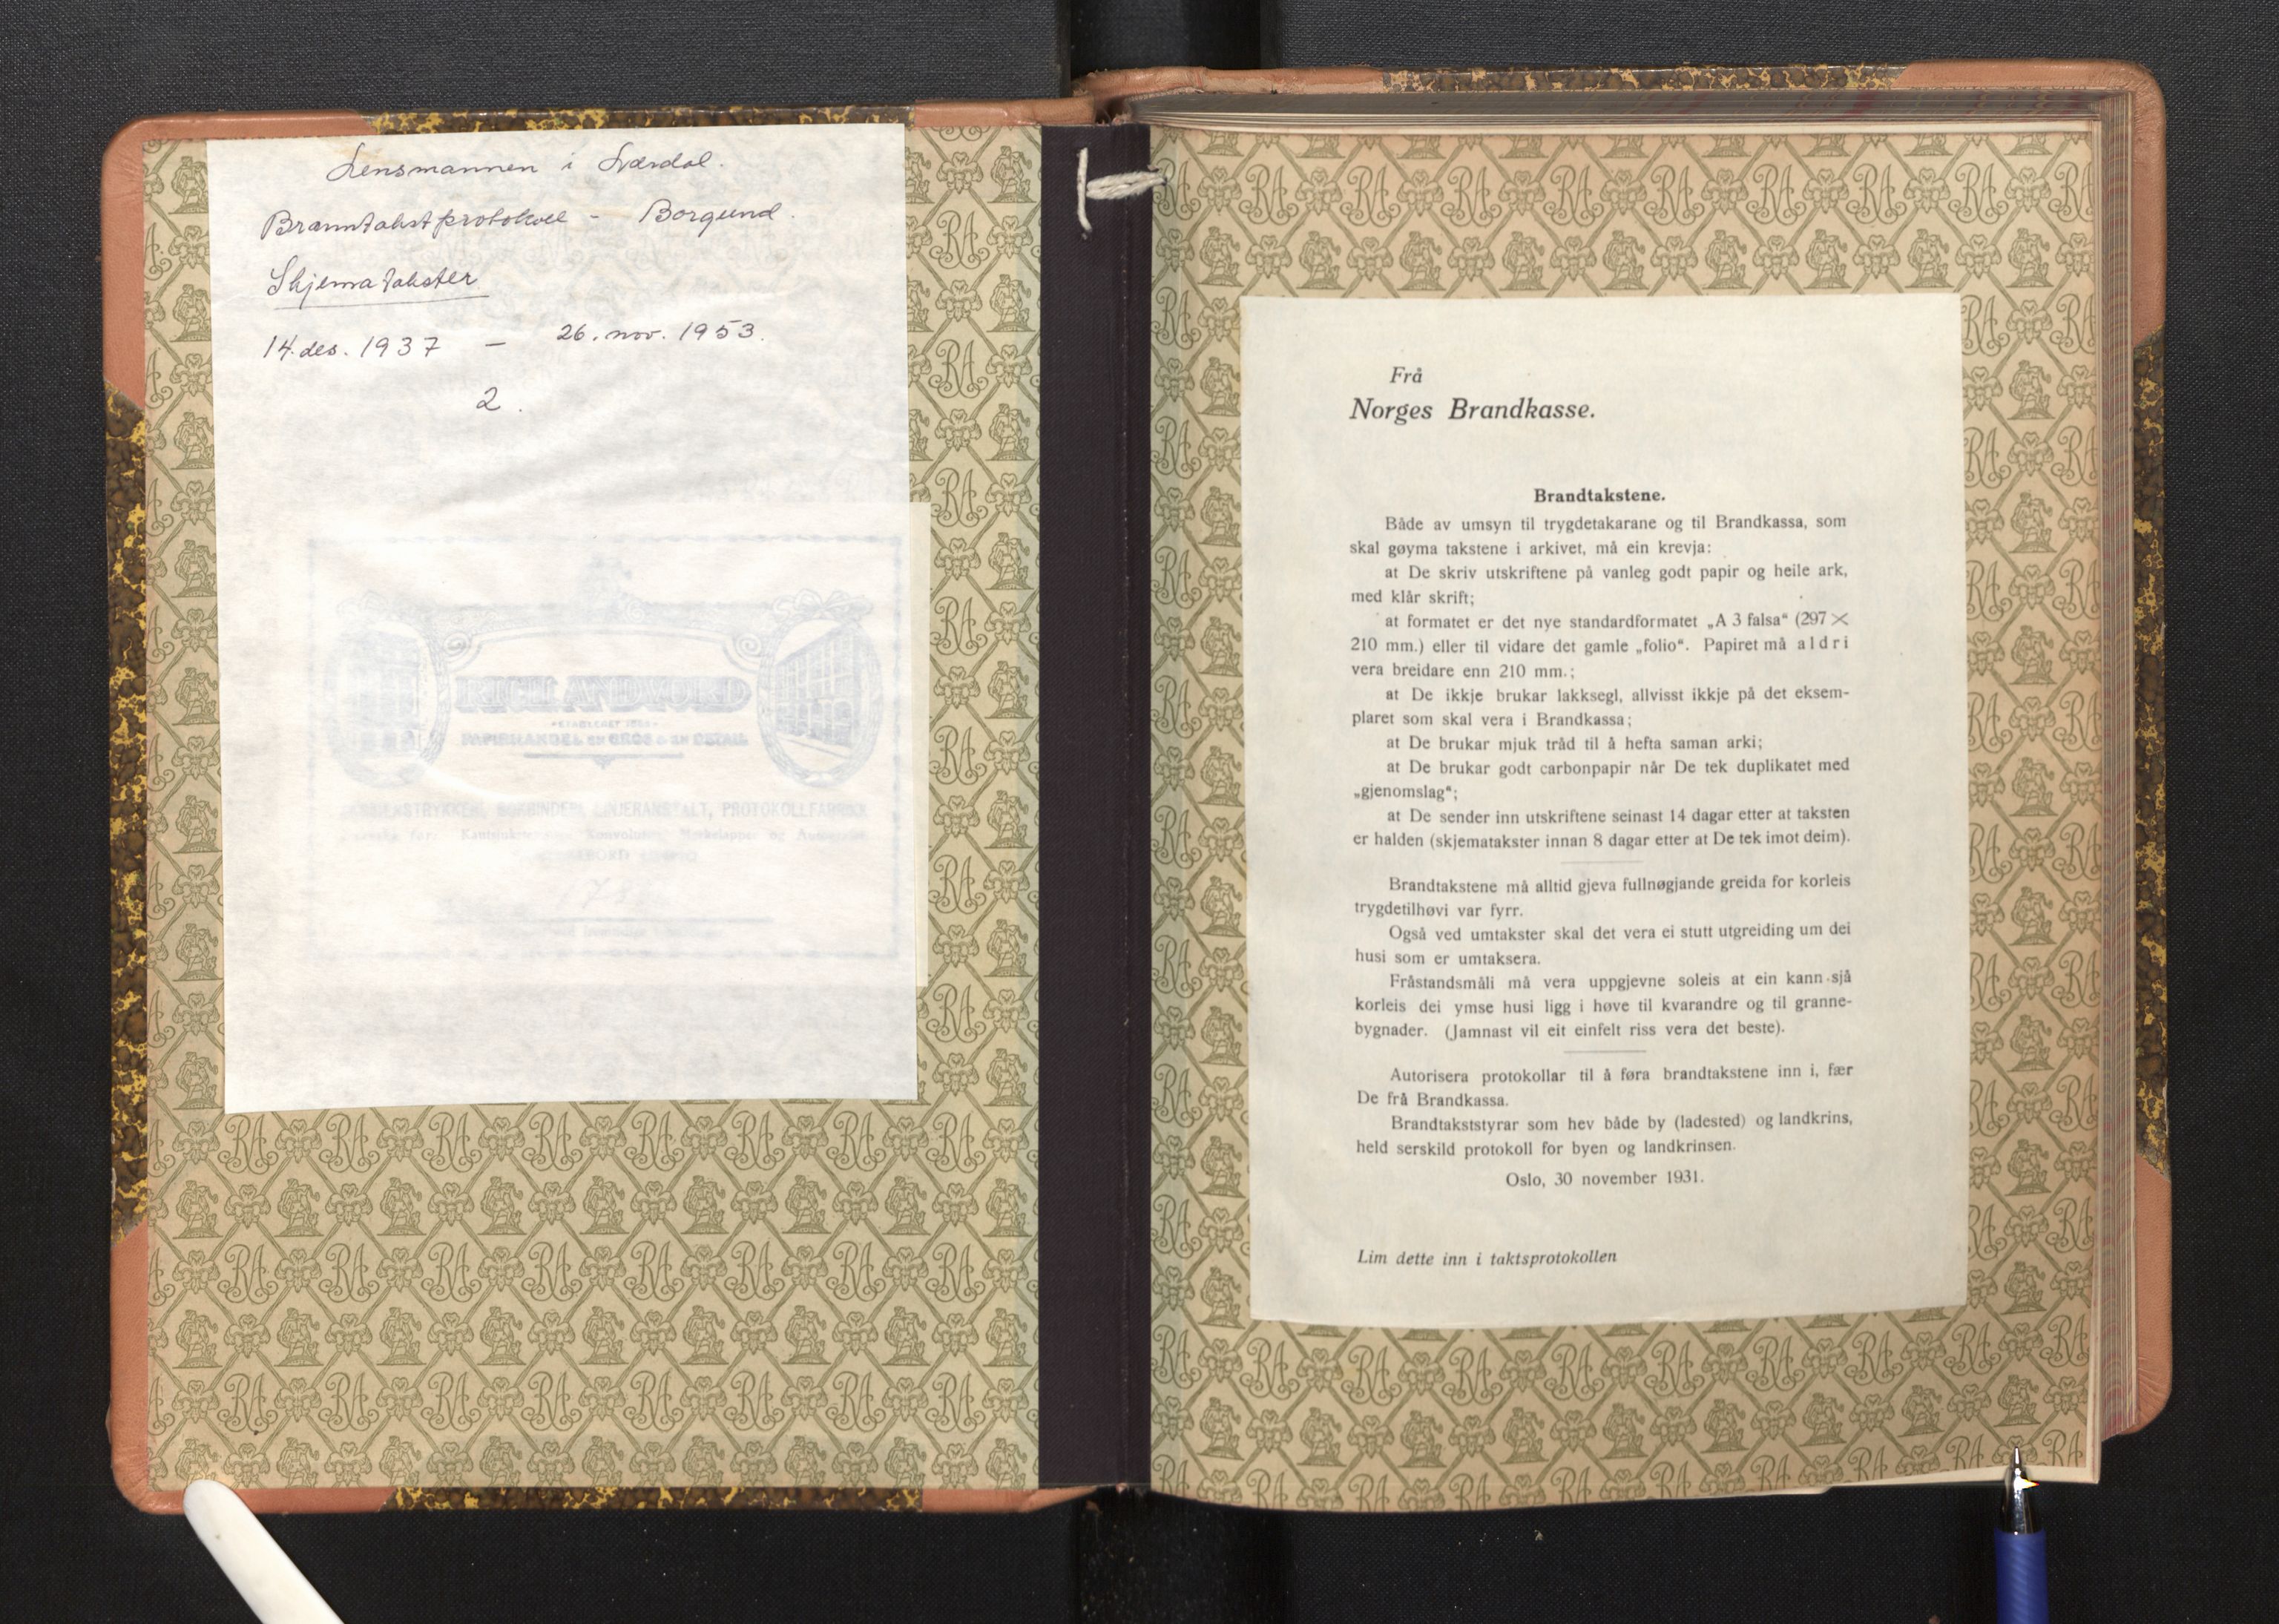 Lensmannen i Lærdal.
Branntakstprotokoll - Borgund.
Skjematakster
14. des. 1937 - 26. nov. 1953.
2.
RICH. ANDVORD
PAPIRHANDEL EN GROS & EN DETAIL
BOKBINDERI, LINJERANSTALT, PROTOKOLLFABRIKK
Frå
Norges Brandkasse.
Brandtakstene.
Både av umsyn til trygdetakarane og til Brandkassa, som
skal gøyma takstene i arkivet, må ein krevja:
at De skriv utskriftene på vanleg godt papir og heile ark,
med klår skrift;
at formatet er det nye standardformatet „A 3 falsa“ (297 ×
210 mm.) eller til vidare det gamle „folio“. Papiret må aldri
vera breidare enn 210 mm.;
at De ikkje brukar lakksegl, allvisst ikkje på det eksem-
plaret som skal vera i Brandkassa;
at De brukar mjuk tråd til å hefta saman arki;
at De brukar godt carbonpapir når De tek duplikatet med
„gjenomslag“;
at De sender inn utskriftene seinast 14 dagar etter at taksten
er halden (skjematakster innan 8 dagar etter at De tek imot deim).
Brandtakstene må alltid gjeva fullnøgjande greida for korleis
trygdetilhøvi var fyrr.
Også ved umtakster skal det vera ei stutt utgreiding um dei
husi som er umtaksera.
Fråstandsmåli må vera uppgjevne soleis at ein kann sjå
korleis dei ymse husi ligg i høve til kvarandre og til granne-
bygnader. (Jamnast vil eit einfelt riss vera det beste).
Autorisera protokollar til å føra brandtakstene inn i, fær
De frå Brandkassa.
Brandtakststyrar som hev både by (ladested) og landkrins,
held serskild protokoll for byen og landkrinsen.
Oslo, 30 november 1931.
Lim dette inn i taktsprotokollen